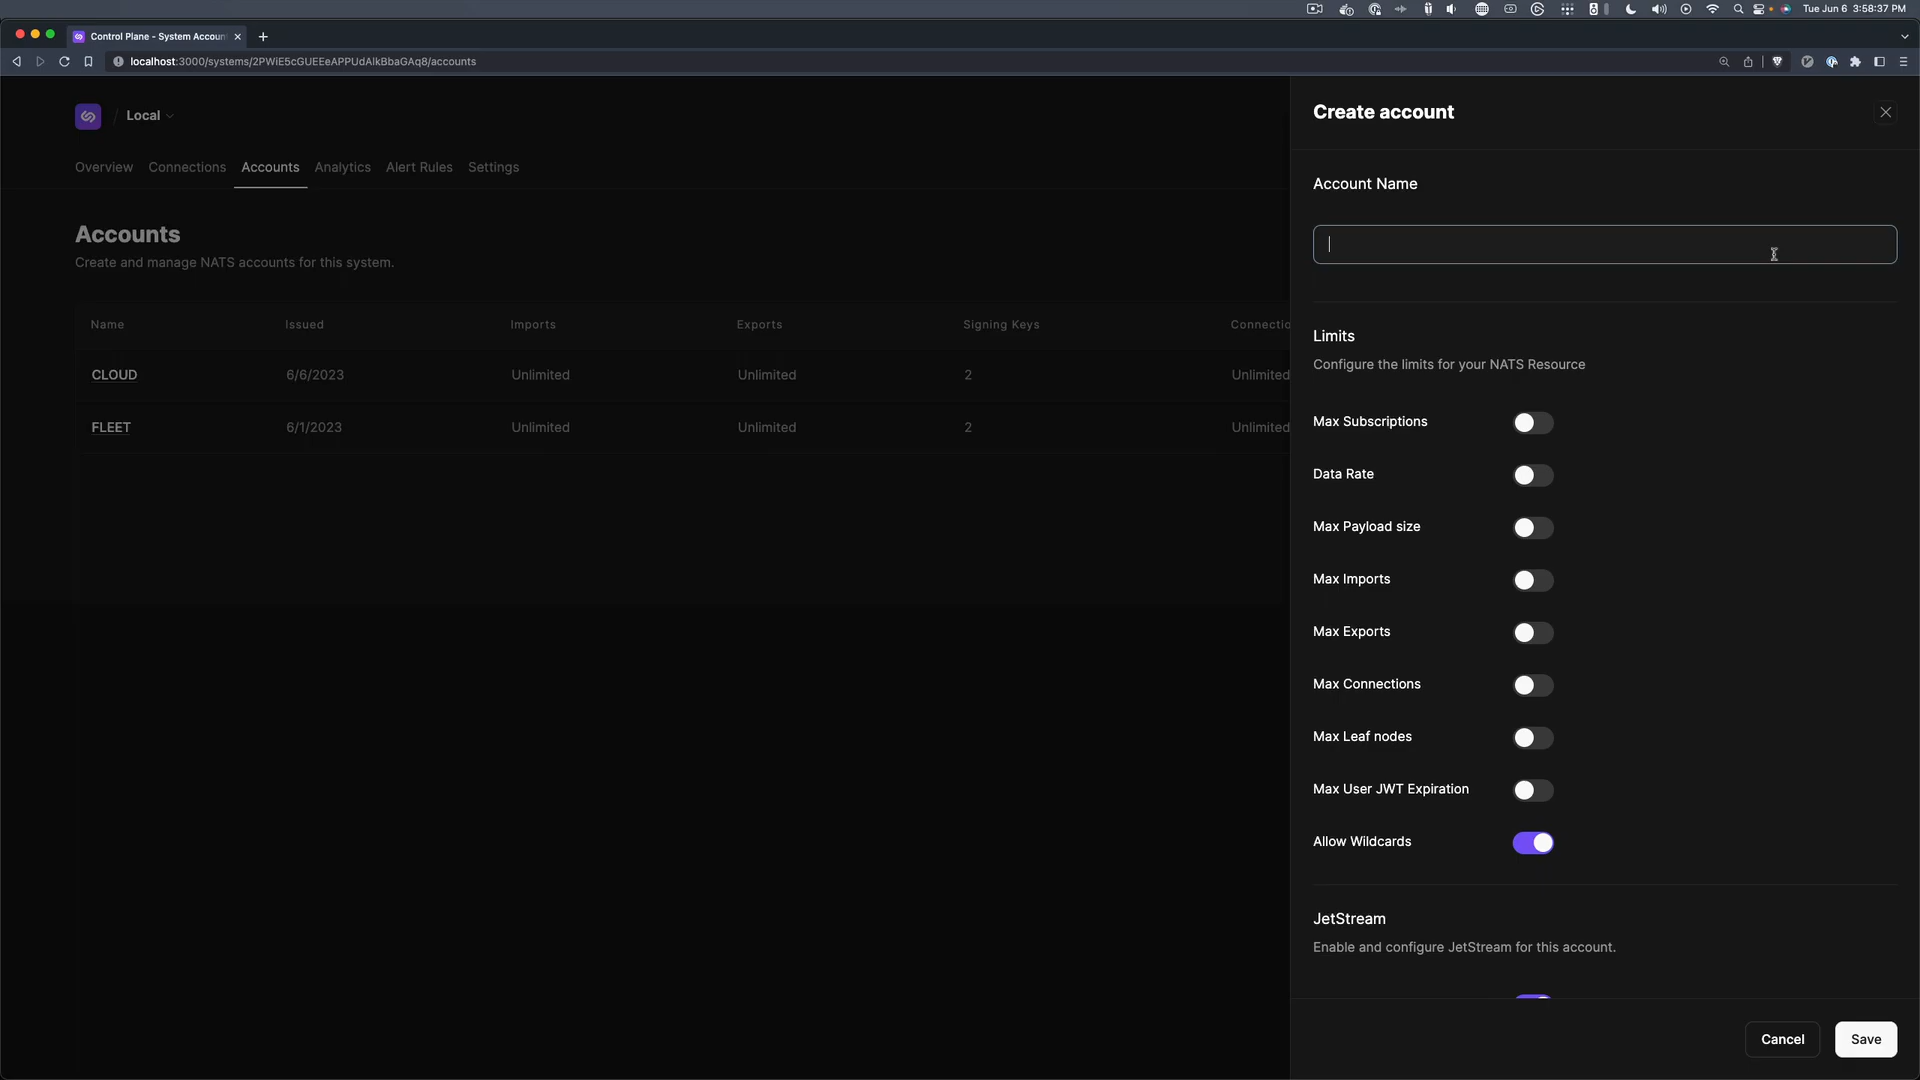 Tue Jun 6 3:58:37 PM
Control Plane - System Accoun
localhost:3000/systems/2PWiE5cGUEEeAPPUdAlkBbaGAq8/accounts
/ Local
Overview Connections Accounts Analytics Alert Rules Settings
Accounts
Create and manage NATS accounts for this system.
Name Issued Imports Exports Signing Keys Connectio
CLOUD 6/6/2023 Unlimited Unlimited 2 Unlimited
FLEET 6/1/2023 Unlimited Unlimited 2 Unlimited
Create account
Account Name
Limits
Configure the limits for your NATS Resource
Max Subscriptions
Data Rate
Max Payload size
Max Imports
Max Exports
Max Connections
Max Leaf nodes
Max User JWT Expiration
Allow Wildcards
JetStream
Enable and configure JetStream for this account.
Cancel Save